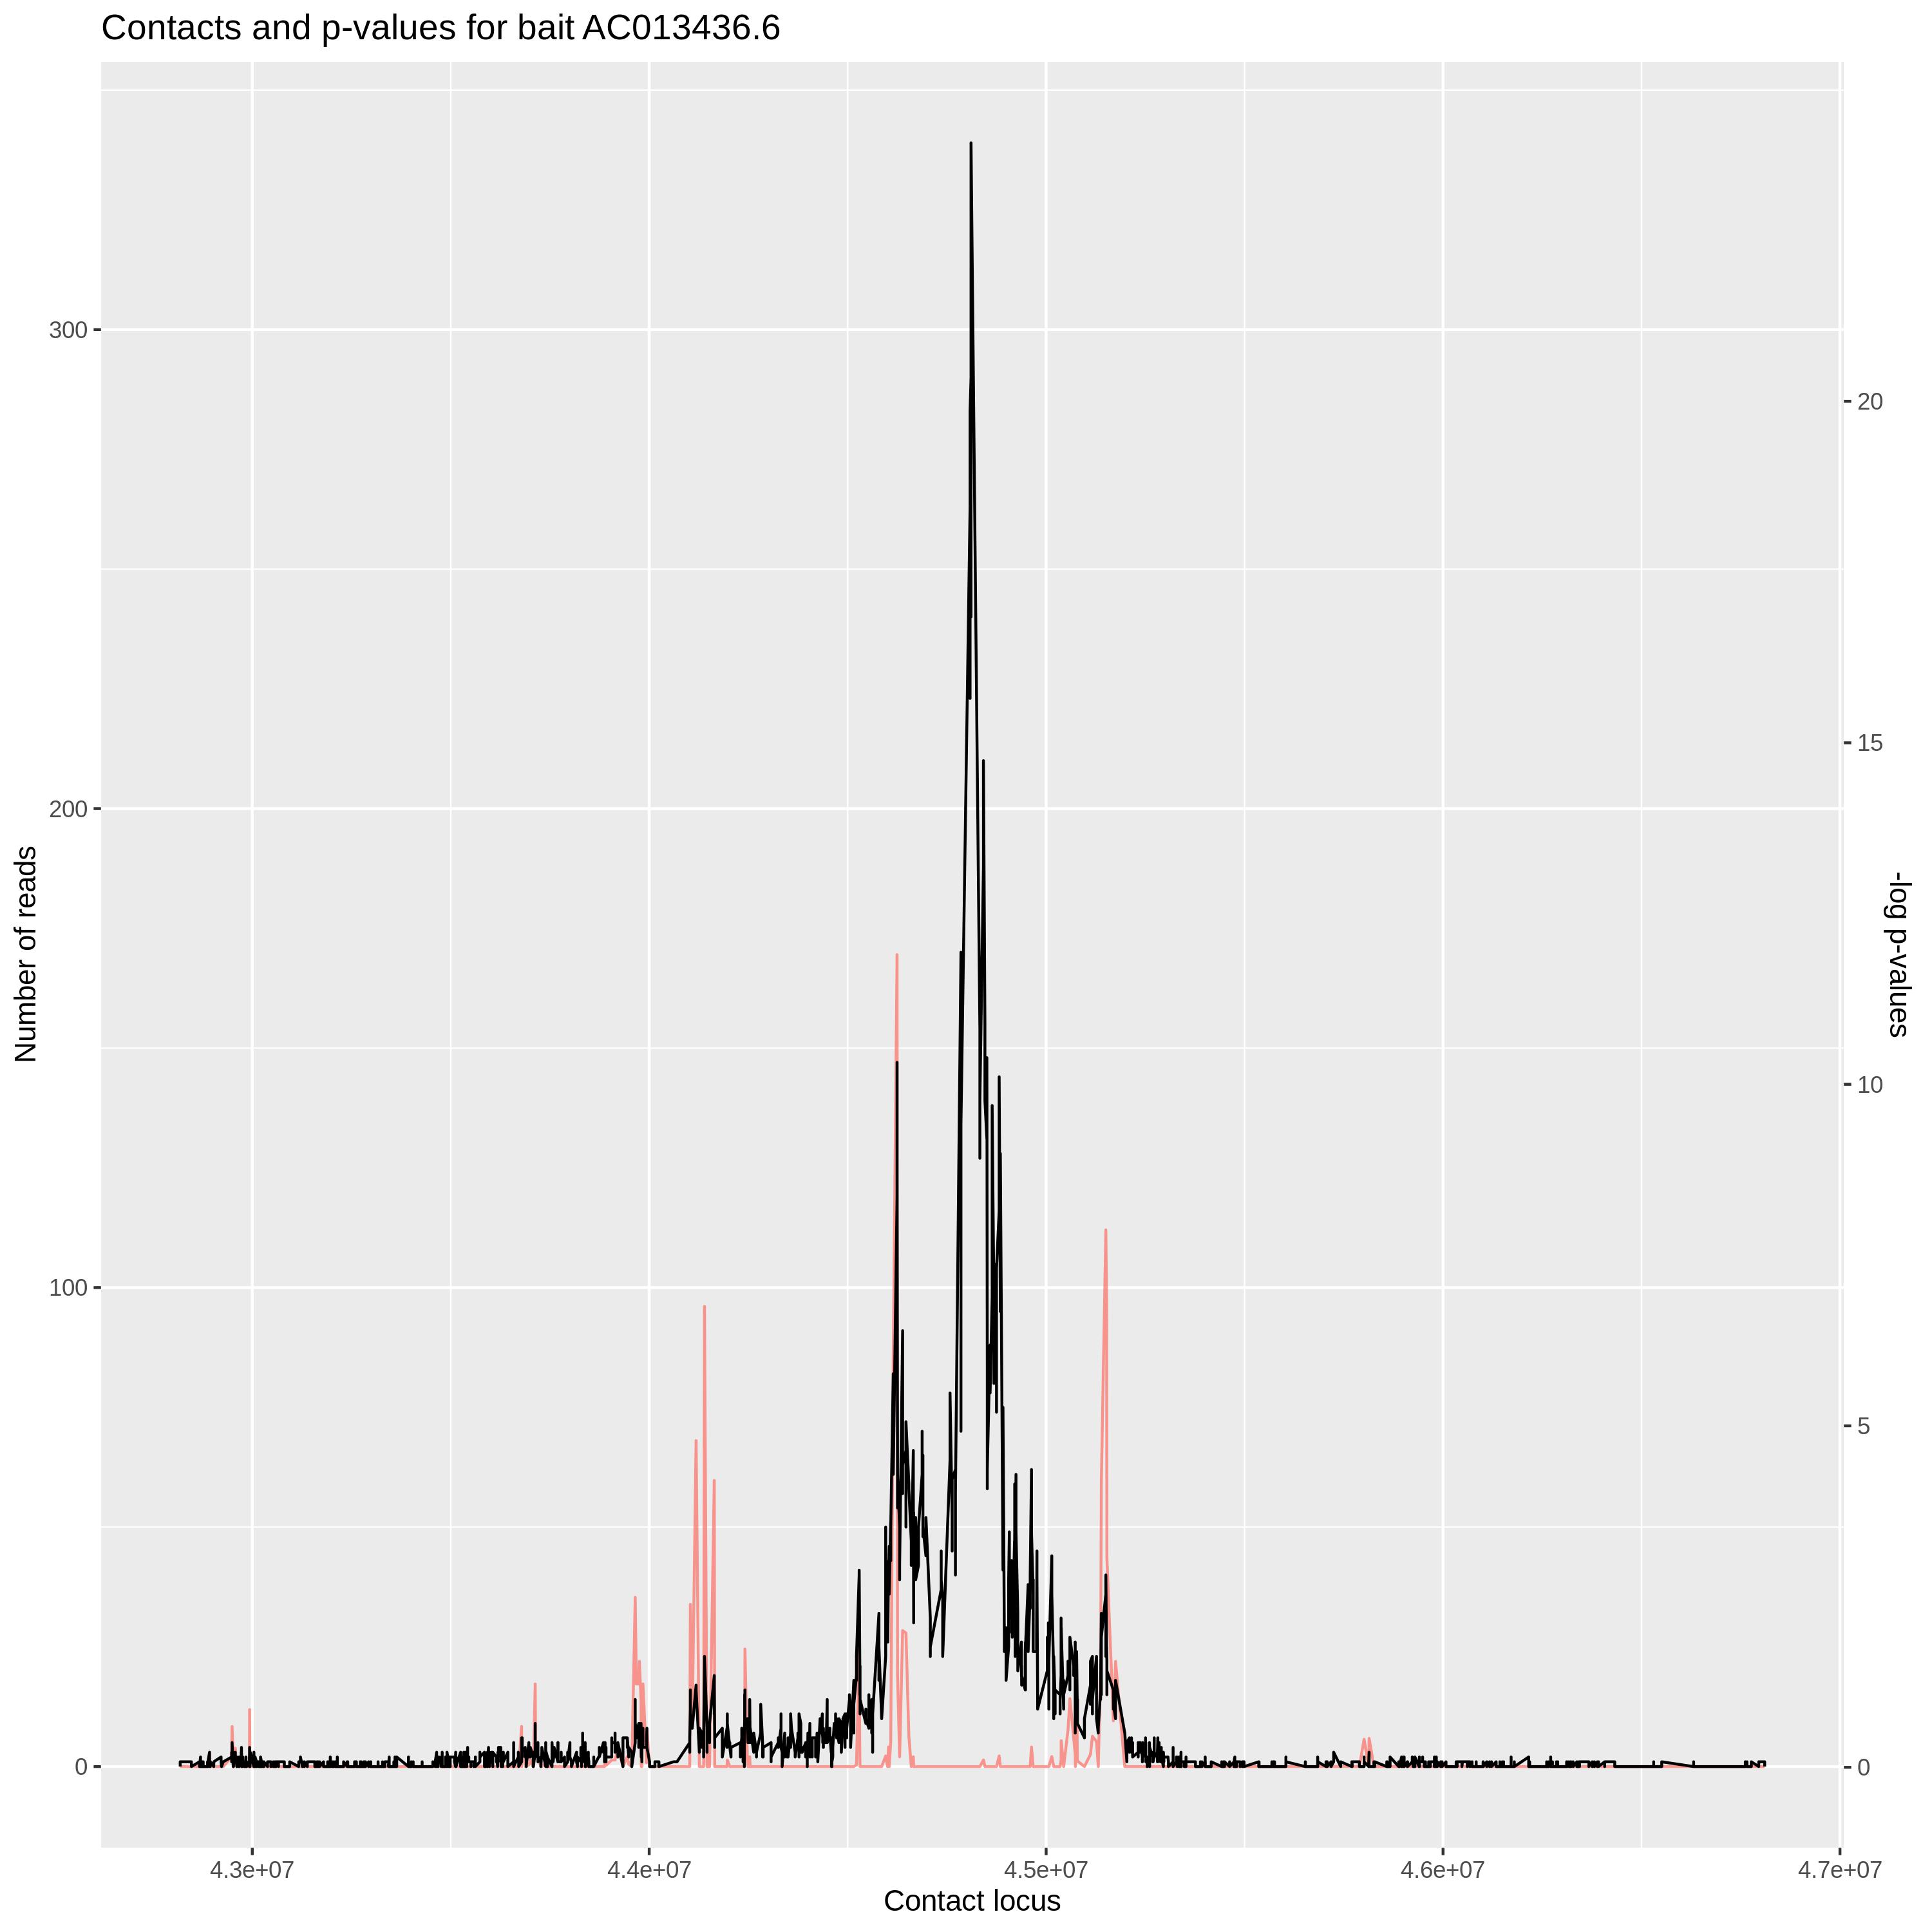 Contacts and p-values for bait AC013436.6
300
200
100
0
Number of reads
20
15
10
5
0
-log p-values
4.3e+07
4.4e+07
4.5e+07
4.6e+07
4.7e+07
Contact locus